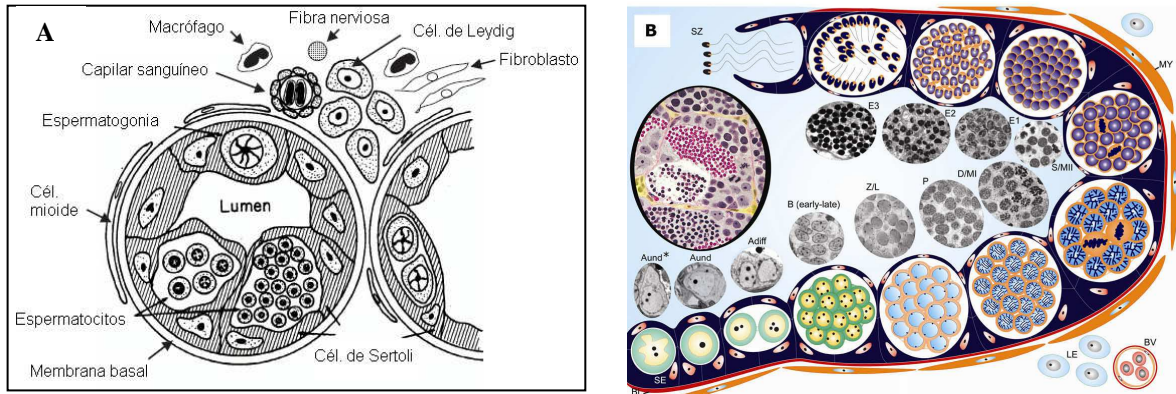 A
Macrófago
Fibra nerviosa
Cél. de Leydig
Capilar sanguíneo
Fibroblasto
Espermatogonia
Cél.
mioide
Lumen
Espermatocitos
Cél. de Sertoli
Membrana basal
B
SZ
MY
E3
E2
E1
S/MII
D/MI
P
Z/L
B (early-late)
Adiff
Aund
Aund*
SE
LE
BV